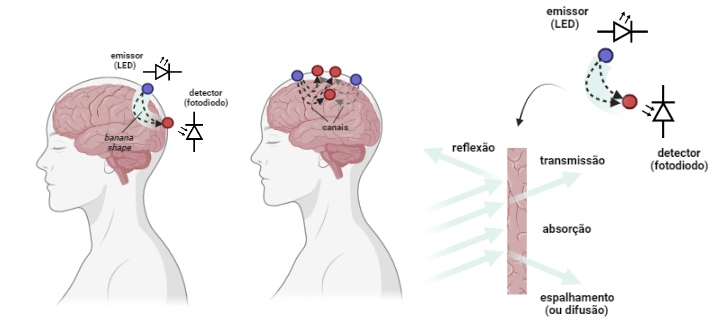 emissor
(LED)
detector
(fotodiodo)
banana
shape
canais
emissor
(LED)
detector
(fotodiodo)
reflexão
transmissão
absorção
espalhamento
(ou difusão)